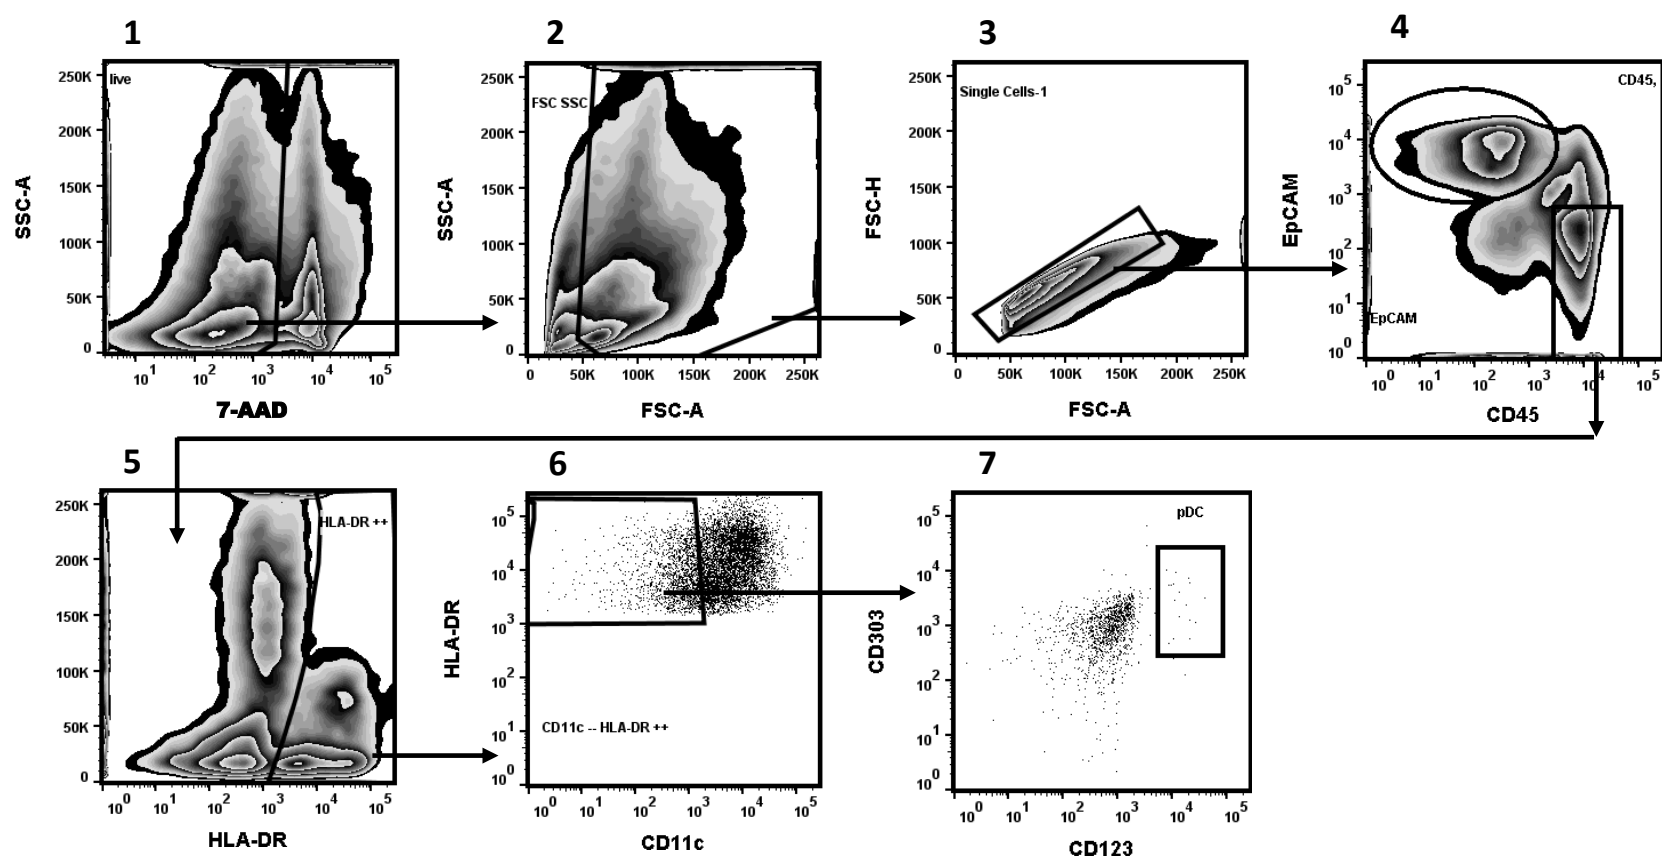 1 2 3 4
live
FSC SSC
Single Cells-1
CD45,
EpCAM
250K
200K
150K
100K
50K
0
SSC-A
10^1 10^2 10^3 10^4 10^5
7-AAD
250K
200K
150K
100K
50K
0
SSC-A
0 50K 100K 150K 200K 250K
FSC-A
250K
200K
150K
100K
50K
0
FSC-H
0 50K 100K 150K 200K 250K
FSC-A
10^5
10^4
10^3
10^2
10^1
10^0
EpCAM
10^0 10^1 10^2 10^3 10^4 10^5
CD45
5 6 7
HLA-DR ++
250K
200K
150K
100K
50K
0
10^0 10^1 10^2 10^3 10^4 10^5
HLA-DR
10^5
10^4
10^3
10^2
10^1
10^0
HLA-DR
CD11c -- HLA-DR ++
10^0 10^1 10^2 10^3 10^4 10^5
CD11c
pDC
10^5
10^4
10^3
10^2
10^1
10^0
CD303
10^0 10^1 10^2 10^3 10^4 10^5
CD123